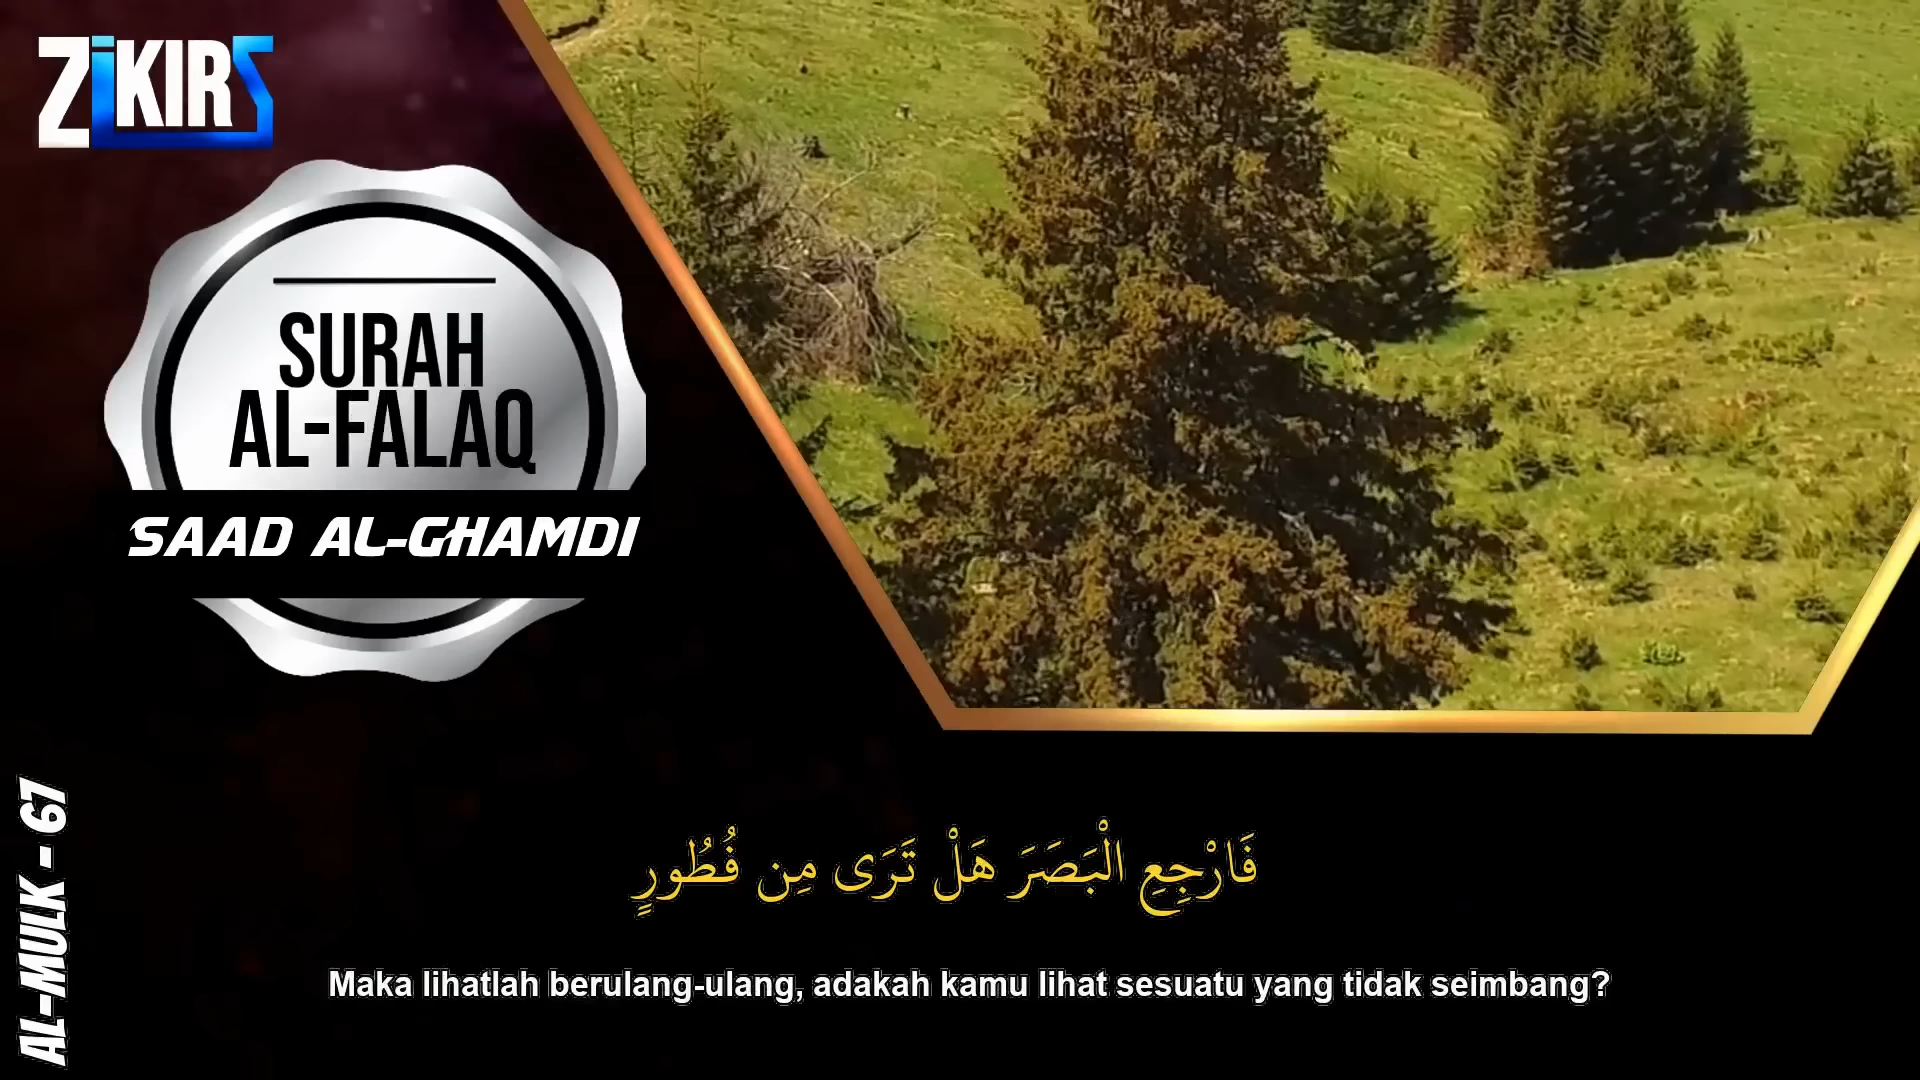 ZiKIRS
SURAH
AL-FALAQ
SAAD AL-GHAMDI
AL-MULK - 67
فَارْجِعِ الْبَصَرَ هَلْ تَرَى مِن فُطُورٍ
Maka lihatlah berulang-ulang, adakah kamu lihat sesuatu yang tidak seimbang?